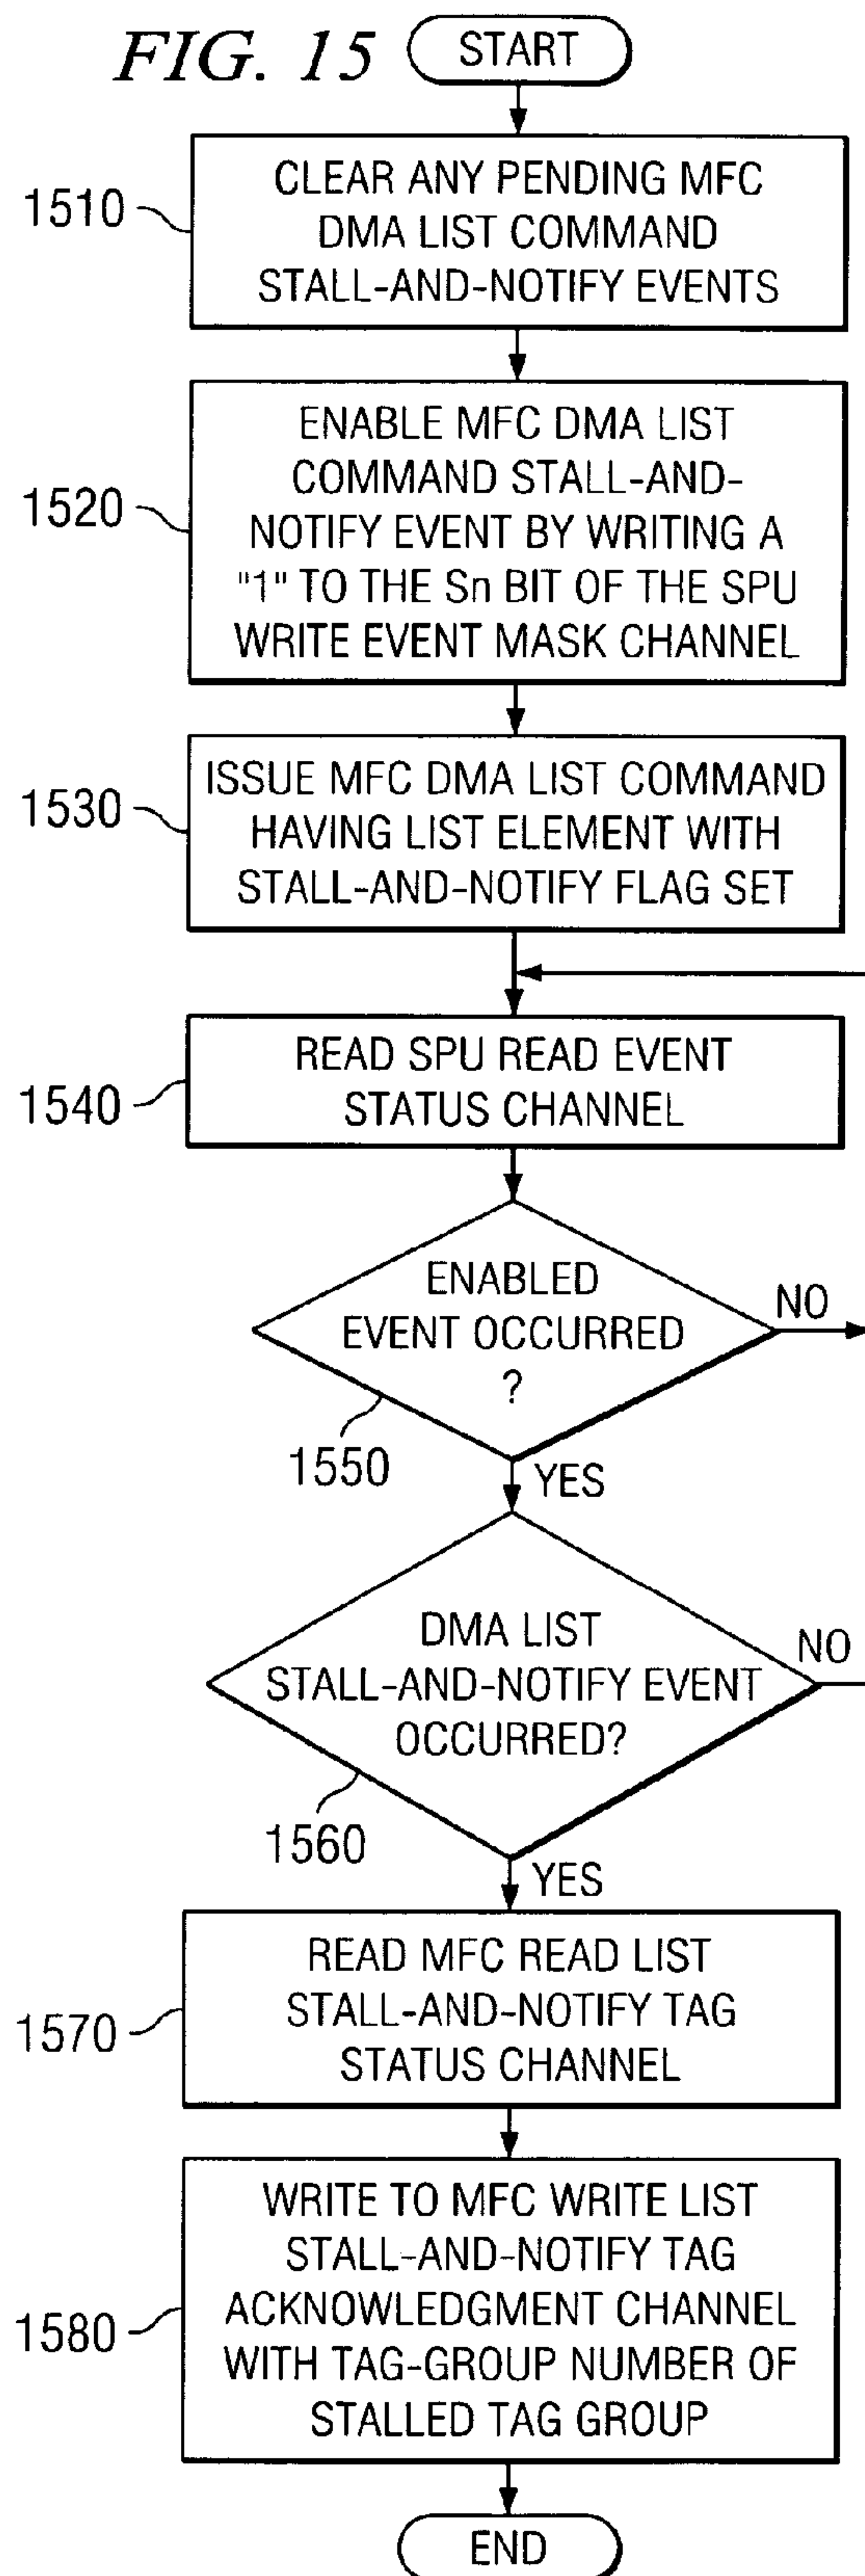 FIG. 15
START
1510
CLEAR ANY PENDING MFC
DMA LIST COMMAND
STALL-AND-NOTIFY EVENTS
1520
ENABLE MFC DMA LIST
COMMAND STALL-AND-
NOTIFY EVENT BY WRITING A
"1" TO THE Sn BIT OF THE SPU
WRITE EVENT MASK CHANNEL
1530
ISSUE MFC DMA LIST COMMAND
HAVING LIST ELEMENT WITH
STALL-AND-NOTIFY FLAG SET
1540
READ SPU READ EVENT
STATUS CHANNEL
ENABLED
EVENT OCCURRED
?
NO
1550
YES
DMA LIST
STALL-AND-NOTIFY EVENT
OCCURRED?
NO
1560
YES
1570
READ MFC READ LIST
STALL-AND-NOTIFY TAG
STATUS CHANNEL
1580
WRITE TO MFC WRITE LIST
STALL-AND-NOTIFY TAG
ACKNOWLEDGMENT CHANNEL
WITH TAG-GROUP NUMBER OF
STALLED TAG GROUP
END